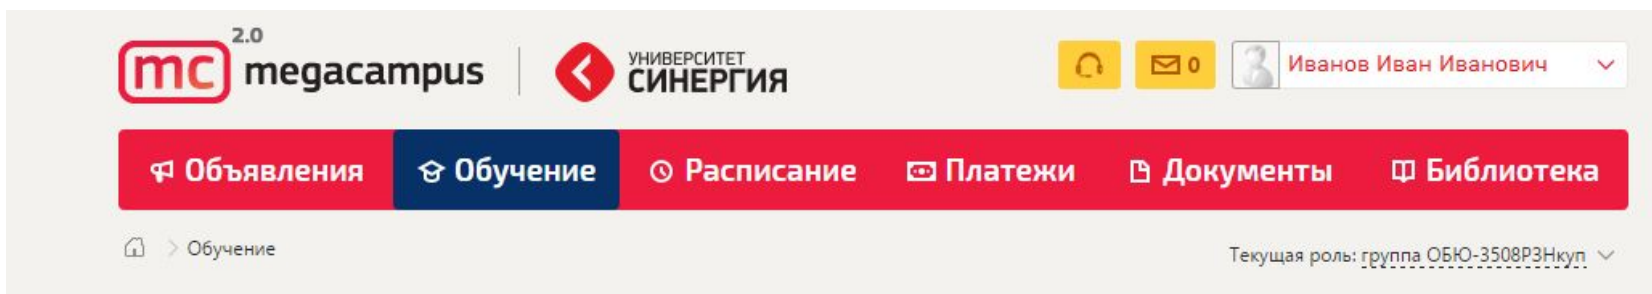 2.0
mc megacampus
УНИВЕРСИТЕТ
СИНЕРГИЯ
0
Иванов Иван Иванович
Объявления Обучение Расписание Платежи Документы Библиотека
Обучение
Текущая роль: группа ОБЮ-3508РЗНкуп